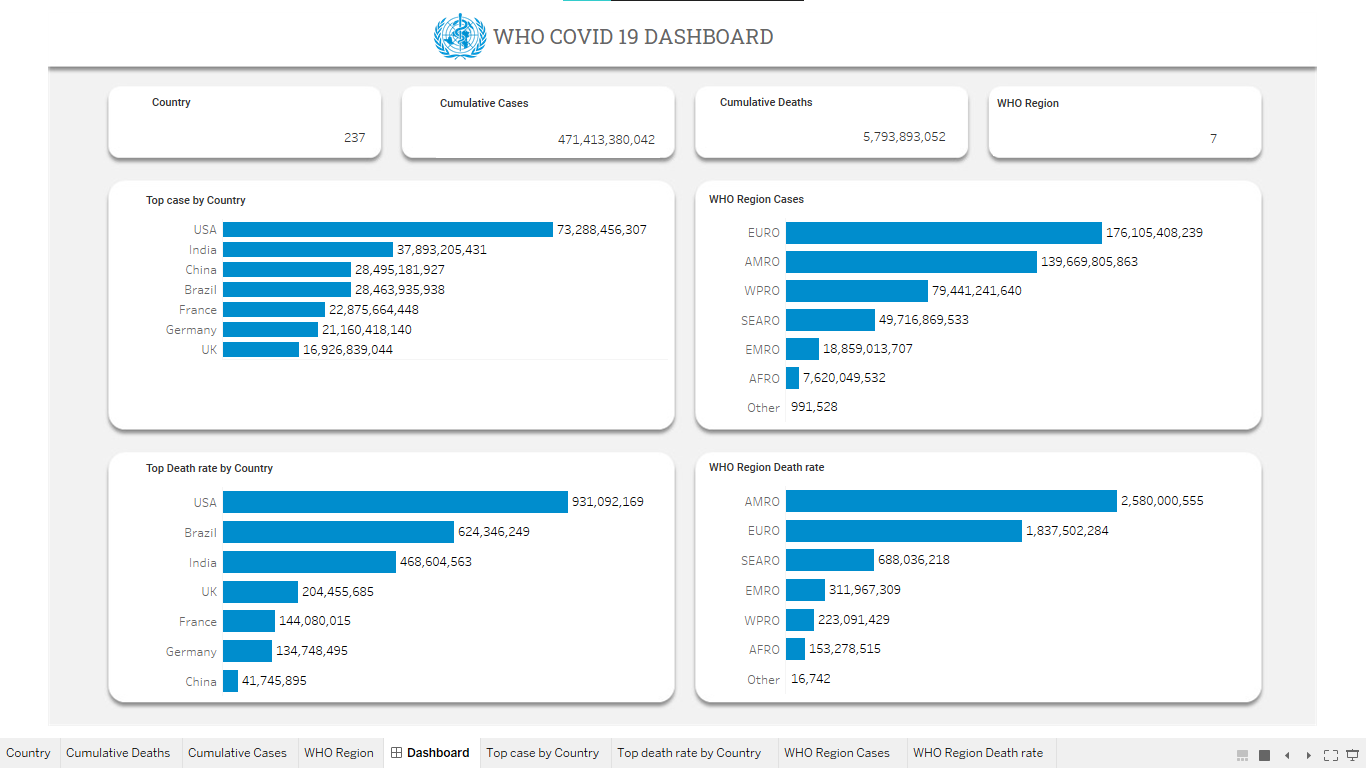 WHO COVID 19 DASHBOARD
Country
237
Cumulative Cases
471,413,380,042
Cumulative Deaths
5,793,893,052
WHO Region
7
Top case by Country
USA 73,288,456,307
India 37,893,205,431
China 28,495,181,927
Brazil 28,463,935,938
France 22,875,664,448
Germany 21,160,418,140
UK 16,926,839,044
WHO Region Cases
EURO 176,105,408,239
AMRO 139,669,805,863
WPRO 79,441,241,640
SEARO 49,716,869,533
EMRO 18,859,013,707
AFRO 7,620,049,532
Other 991,528
Top Death rate by Country
USA 931,092,169
Brazil 624,346,249
India 468,604,563
UK 204,455,685
France 144,080,015
Germany 134,748,495
China 41,745,895
WHO Region Death rate
AMRO 2,580,000,555
EURO 1,837,502,284
SEARO 688,036,218
EMRO 311,967,309
WPRO 223,091,429
AFRO 153,278,515
Other 16,742
Country Cumulative Deaths Cumulative Cases WHO Region Dashboard Top case by Country Top death rate by Country WHO Region Cases WHO Region Death rate